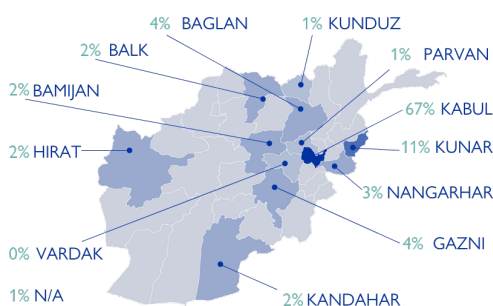 4% BAGLAN
1% KUNDUZ
2% BALK
1% PARVAN
2% BAMIJAN
67% KABUL
2% HIRAT
11% KUNAR
3% NANGARHAR
0% VARDAK
4% GAZNI
1% N/A
2% KANDAHAR